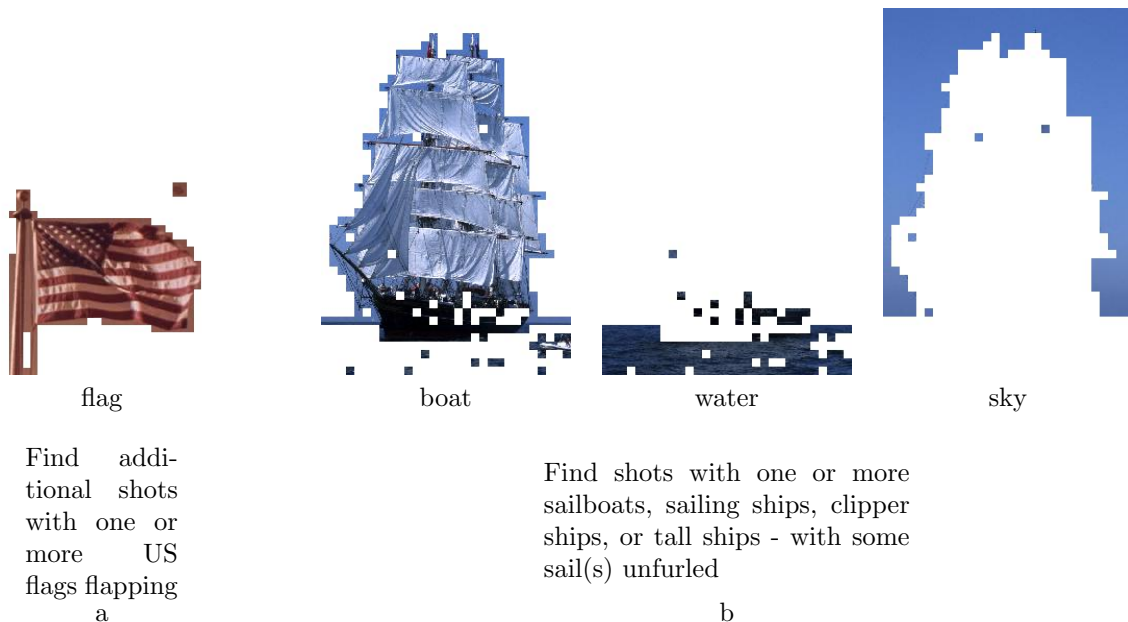 flag
boat
water
sky
Find addi-
tional shots
with one or
more US
flags flapping
a
Find shots with one or more
sailboats, sailing ships, clipper
ships, or tall ships - with some
sail(s) unfurled
b